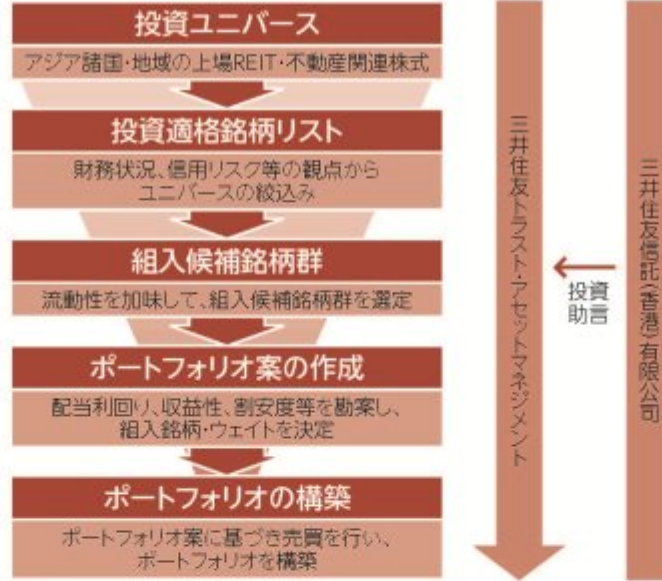 投資ユニバース
アジア諸国・地域の上場REIT・不動産関連株式
投資適格銘柄リスト
財務状況、信用リスク等の観点から
ユニバースの絞込み
組入候補銘柄群
流動性を加味して、組入候補銘柄群を選定
ポートフォリオ案の作成
配当利回り、収益性、割安度等を勘案し、
組入銘柄・ウェイトを決定
ポートフォリオの構築
ポートフォリオ案に基づき売買を行い、
ポートフォリオを構築
三井住友トラスト・アセットマネジメント
投資
助言
三井住友信託(香港)有限公司